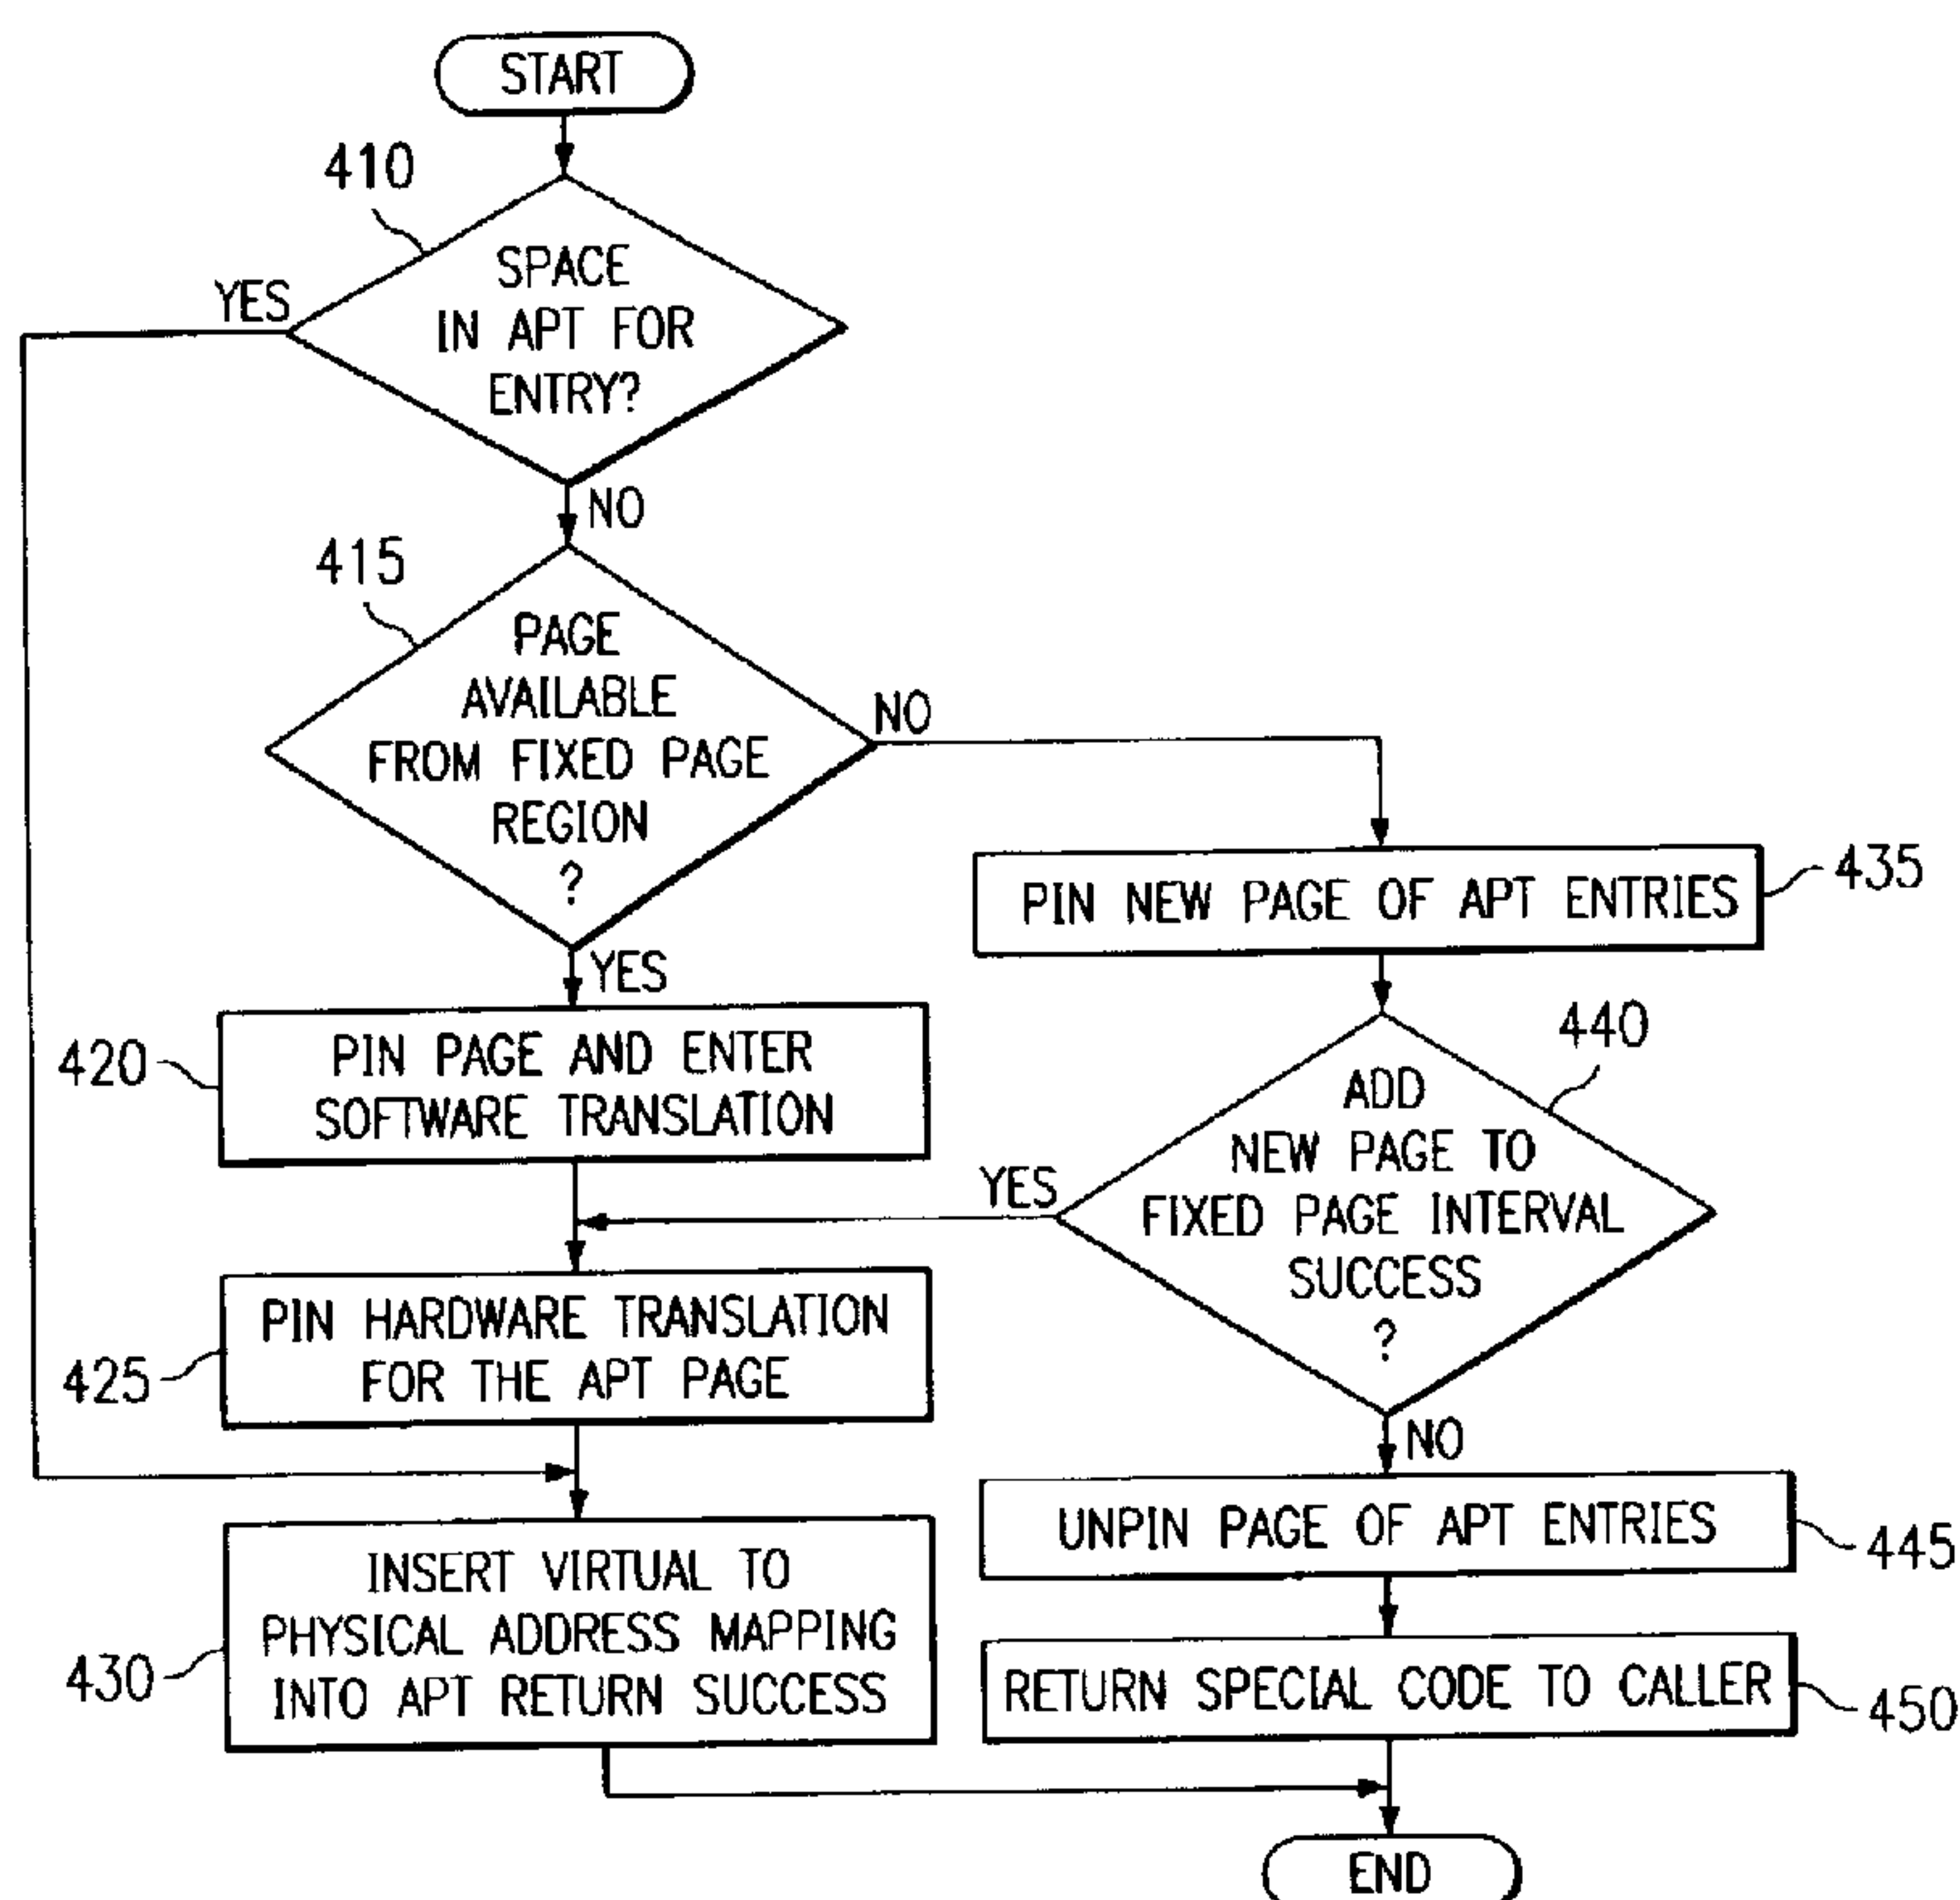 START
410
YES
SPACE
IN APT FOR
ENTRY?
NO
415
PAGE
AVAILABLE
FROM FIXED PAGE
REGION
?
NO
YES
PIN NEW PAGE OF APT ENTRIES
435
420
PIN PAGE AND ENTER
SOFTWARE TRANSLATION
440
ADD
NEW PAGE TO
FIXED PAGE INTERVAL
SUCCESS
?
YES
NO
425
PIN HARDWARE TRANSLATION
FOR THE APT PAGE
430
INSERT VIRTUAL TO
PHYSICAL ADDRESS MAPPING
INTO APT RETURN SUCCESS
UNPIN PAGE OF APT ENTRIES
445
RETURN SPECIAL CODE TO CALLER
450
END